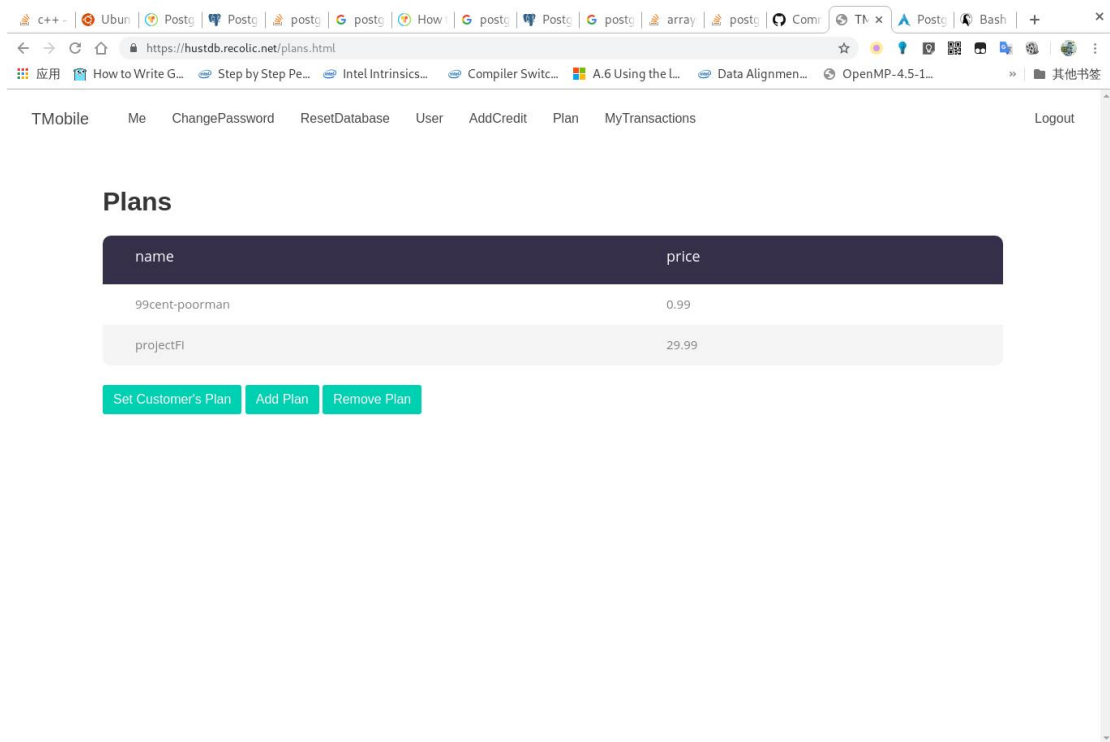 c++ - Ubun Postg Postg postg postg How postg Postg postg array postg Comr TM Postg Bash
https://hustdb.recolic.net/plans.html
应用 How to Write G... Step by Step Pe... Intel Intrinsics... Compiler Switc... A.6 Using the l... Data Alignmen... OpenMP-4.5-1... » 其他书签
TMobile Me ChangePassword ResetDatabase User AddCredit Plan MyTransactions Logout
Plans
name price
99cent-poorman 0.99
projectFI 29.99
Set Customer's Plan Add Plan Remove Plan